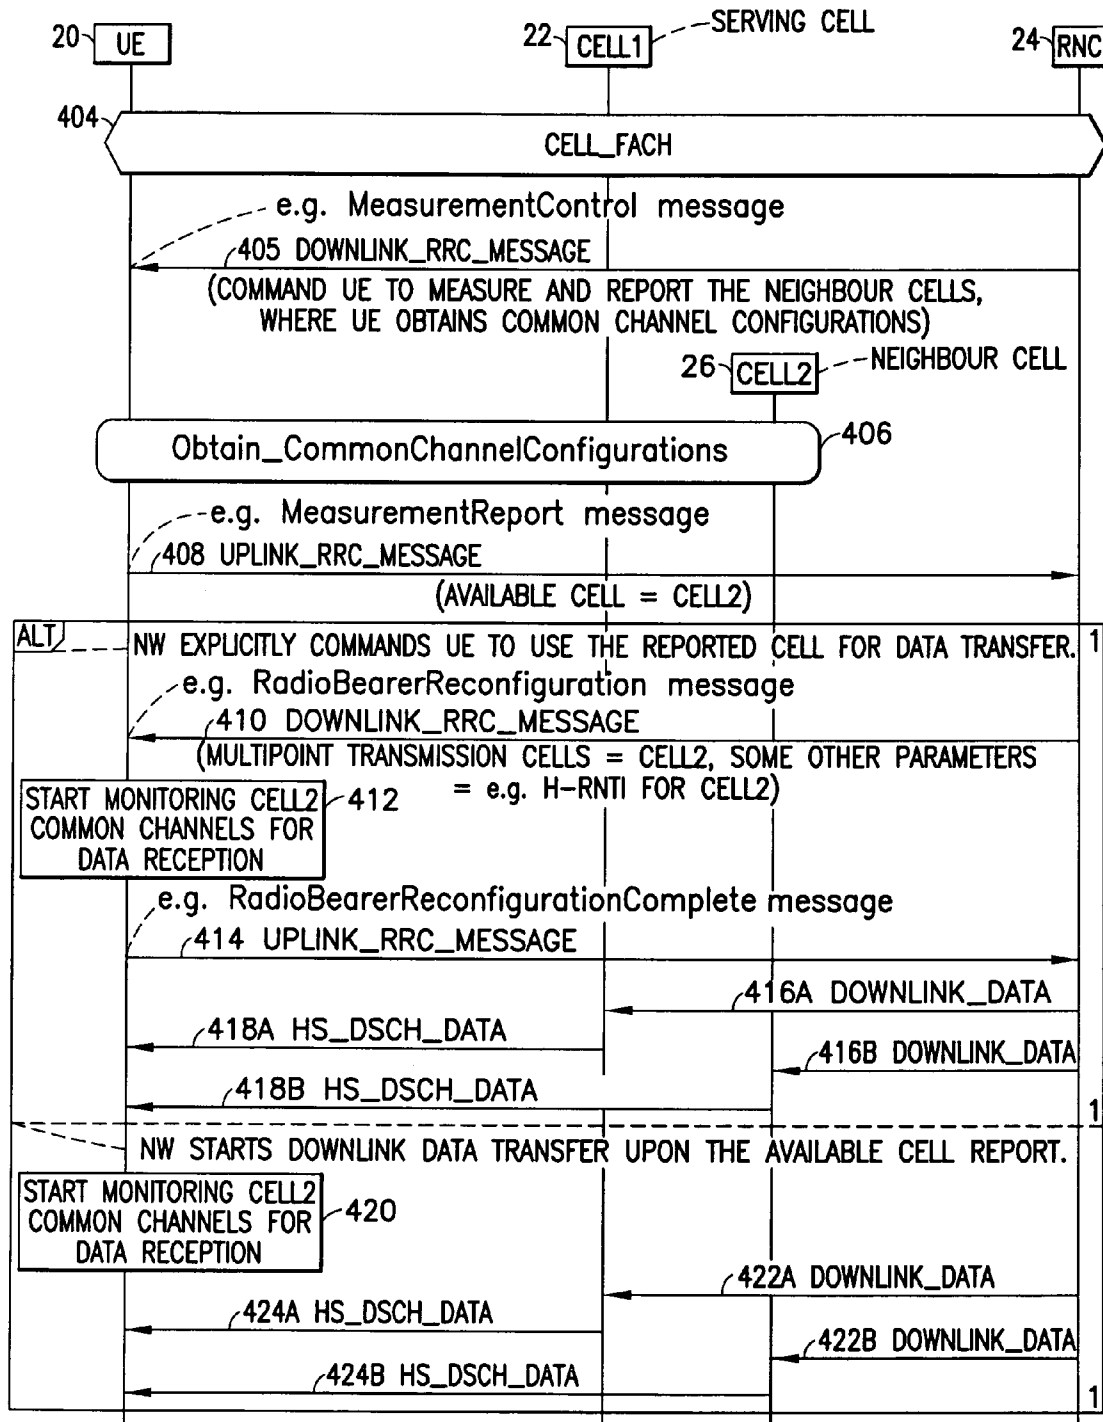 20 UE 22 CELL1 SERVING CELL 24 RNC
404
CELL_FACH
e.g. MeasurementControl message
405 DOWNLINK_RRC_MESSAGE
(COMMAND UE TO MEASURE AND REPORT THE NEIGHBOUR CELLS,
WHERE UE OBTAINS COMMON CHANNEL CONFIGURATIONS)
26 CELL2 NEIGHBOUR CELL
Obtain_CommonChannelConfigurations 406
e.g. MeasurementReport message
408 UPLINK_RRC_MESSAGE
(AVAILABLE CELL = CELL2)
ALT NW EXPLICITLY COMMANDS UE TO USE THE REPORTED CELL FOR DATA TRANSFER. 1
e.g. RadioBearerReconfiguration message
410 DOWNLINK_RRC_MESSAGE
(MULTIPOINT TRANSMISSION CELLS = CELL2, SOME OTHER PARAMETERS
= e.g. H-RNTI FOR CELL2)
START MONITORING CELL2
COMMON CHANNELS FOR
DATA RECEPTION
412
e.g. RadioBearerReconfigurationComplete message
414 UPLINK_RRC_MESSAGE
416A DOWNLINK_DATA
418A HS_DSCH_DATA
416B DOWNLINK_DATA
418B HS_DSCH_DATA
1
NW STARTS DOWNLINK DATA TRANSFER UPON THE AVAILABLE CELL REPORT.
START MONITORING CELL2
COMMON CHANNELS FOR
DATA RECEPTION
420
422A DOWNLINK_DATA
424A HS_DSCH_DATA
422B DOWNLINK_DATA
424B HS_DSCH_DATA
1